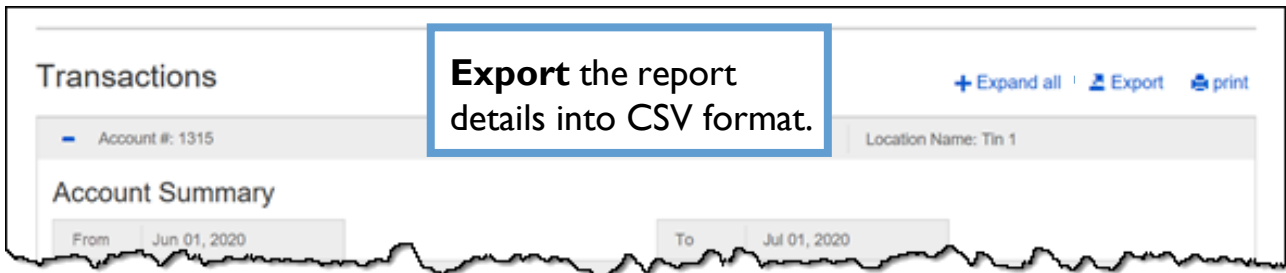 Transactions
Export the report
details into CSV format.
+ Expand all Export print
Account #: 1315
Location Name: Tin 1
Account Summary
From Jun 01, 2020
To Jul 01, 2020